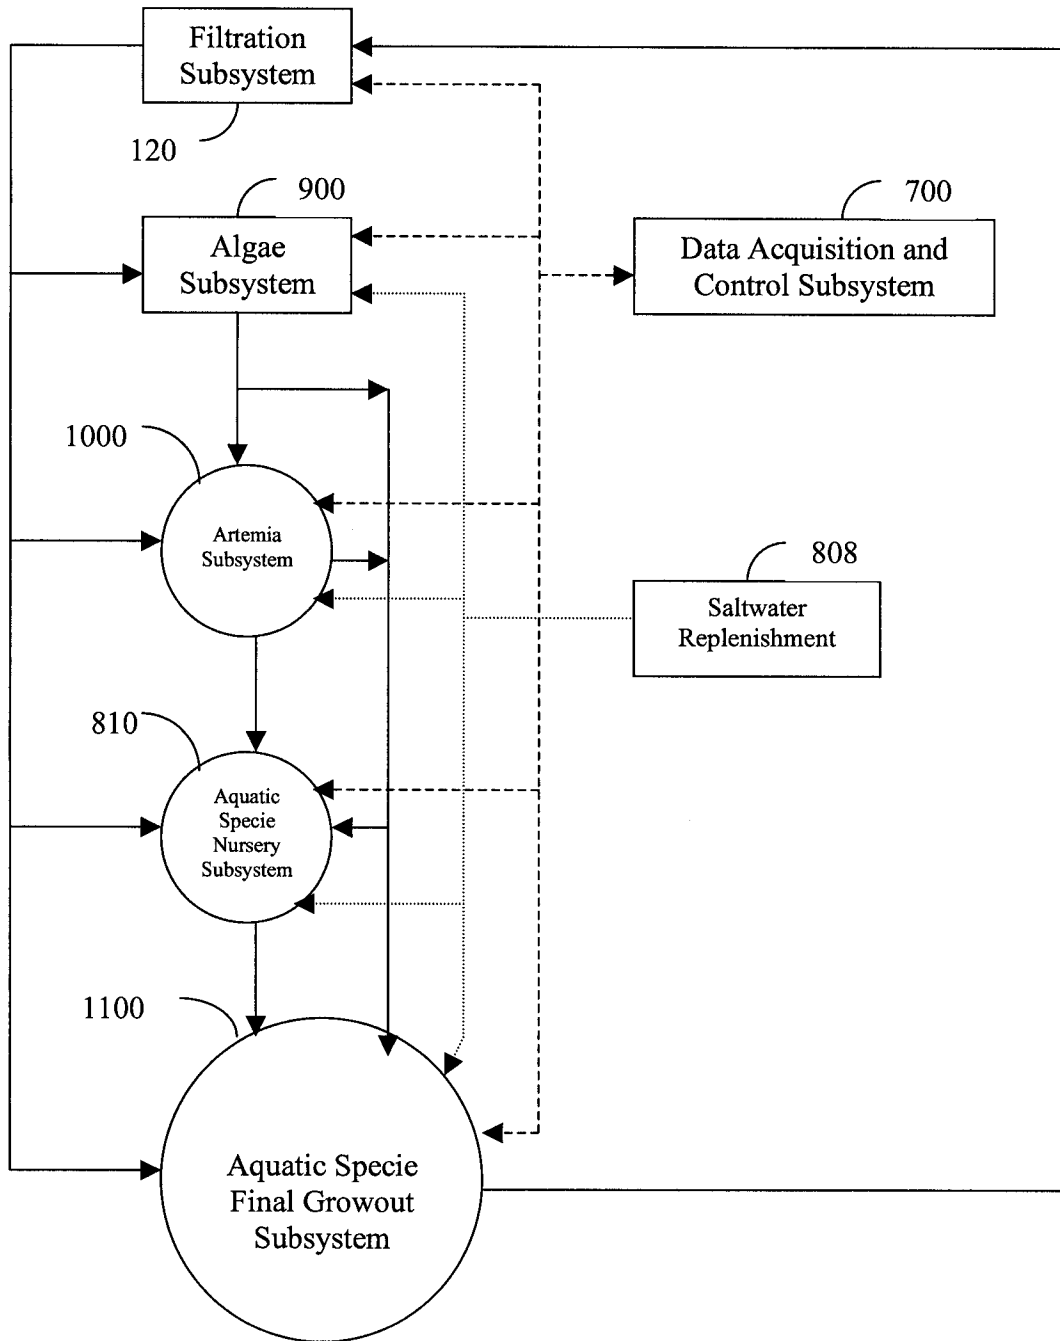 Filtration
Subsystem
120
900
Algae
Subsystem
700
Data Acquisition and
Control Subsystem
1000
Artemia
Subsystem
808
Saltwater
Replenishment
810
Aquatic
Specie
Nursery
Subsystem
1100
Aquatic Specie
Final Growout
Subsystem